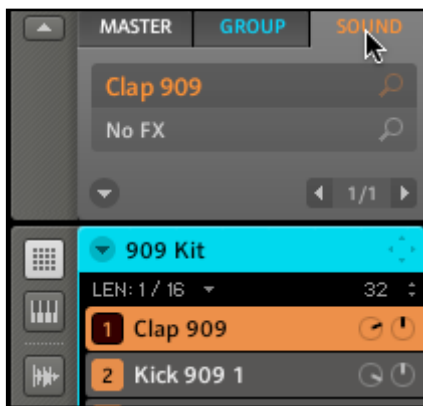 MASTER GROUP SOUND
Clap 909
No FX
1/1
909 Kit
LEN: 1 / 16 32
1 Clap 909
2 Kick 909 1